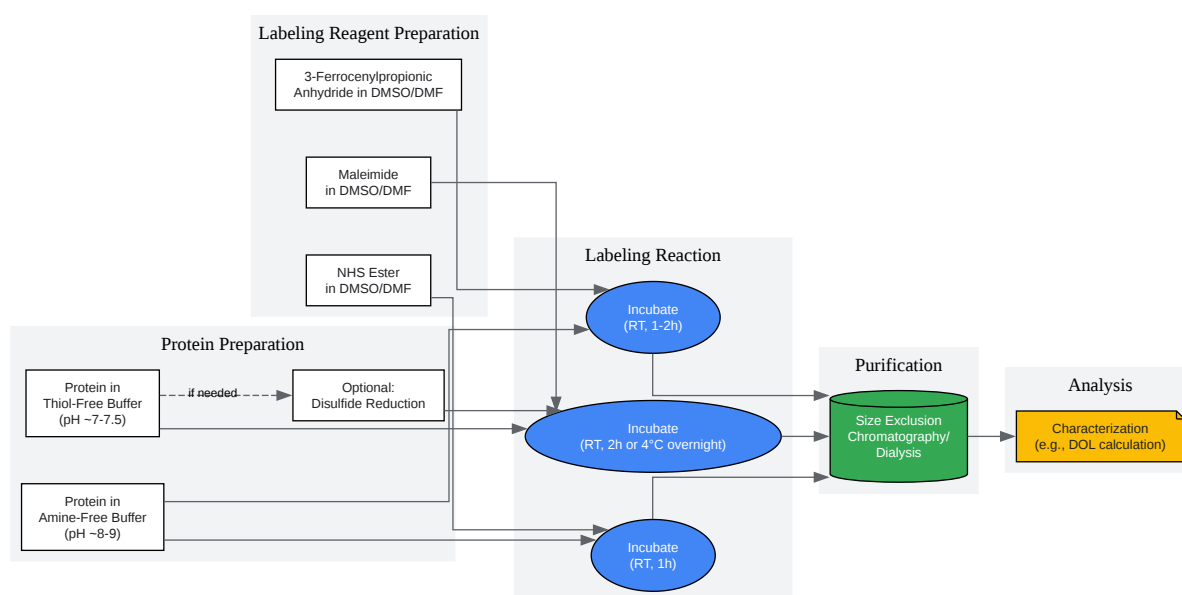 Labeling Reagent Preparation
3-Ferrocenylpropionic
Anhydride in DMSO/DMF
Maleimide
in DMSO/DMF
NHS Ester
in DMSO/DMF
Protein Preparation
Protein in
Thiol-Free Buffer
(pH ~7-7.5)
if needed
Optional:
Disulfide Reduction
Protein in
Amine-Free Buffer
(pH ~8-9)
Labeling Reaction
Incubate
(RT, 1-2h)
Incubate
(RT, 2h or 4°C overnight)
Incubate
(RT, 1h)
Purification
Size Exclusion
Chromatography/
Dialysis
Analysis
Characterization
(e.g., DOL calculation)